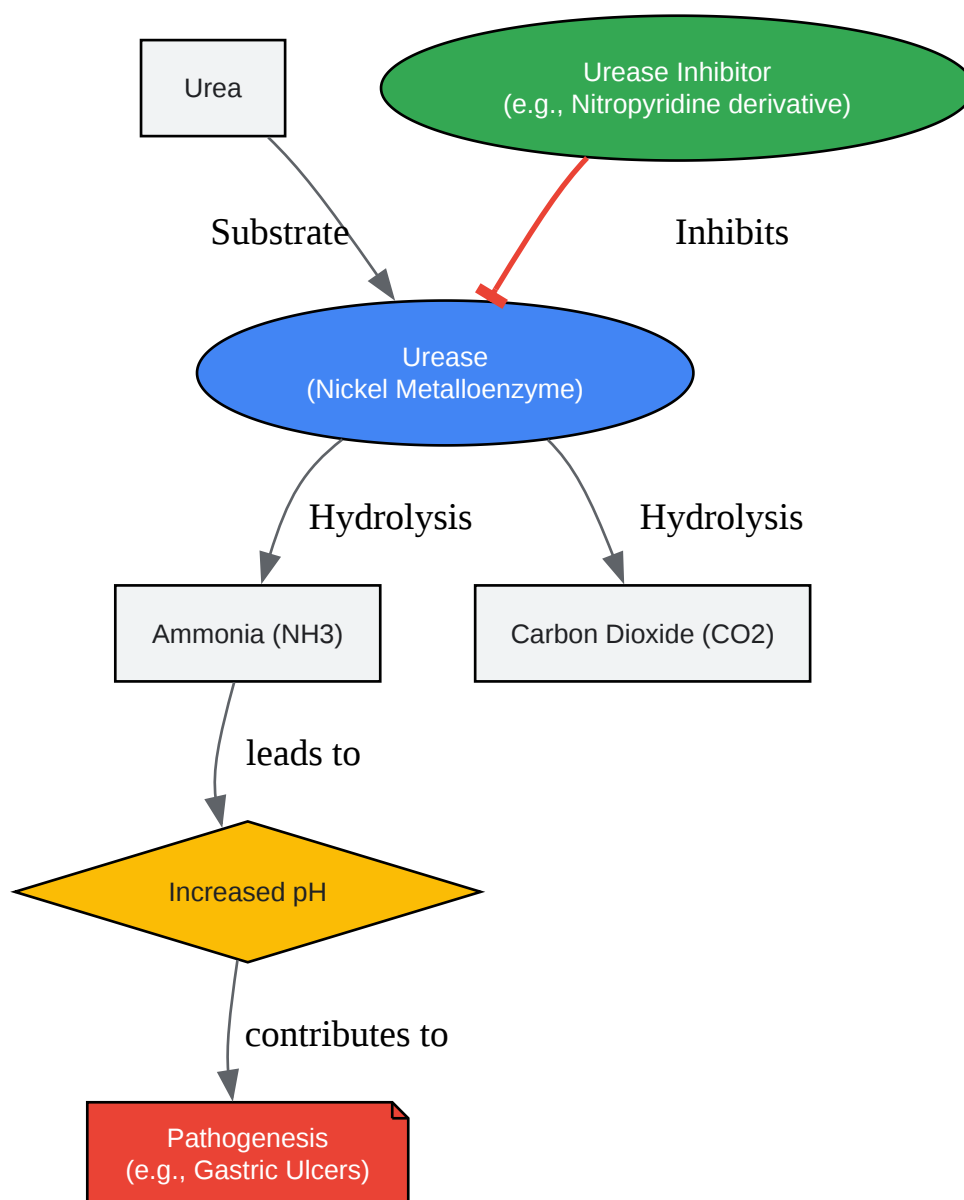 Urea
Urease Inhibitor
(e.g., Nitropyridine derivative)
Substrate
Inhibits
Urease
(Nickel Metalloenzyme)
Hydrolysis
Hydrolysis
Ammonia (NH3)
Carbon Dioxide (CO2)
leads to
Increased pH
contributes to
Pathogenesis
(e.g., Gastric Ulcers)